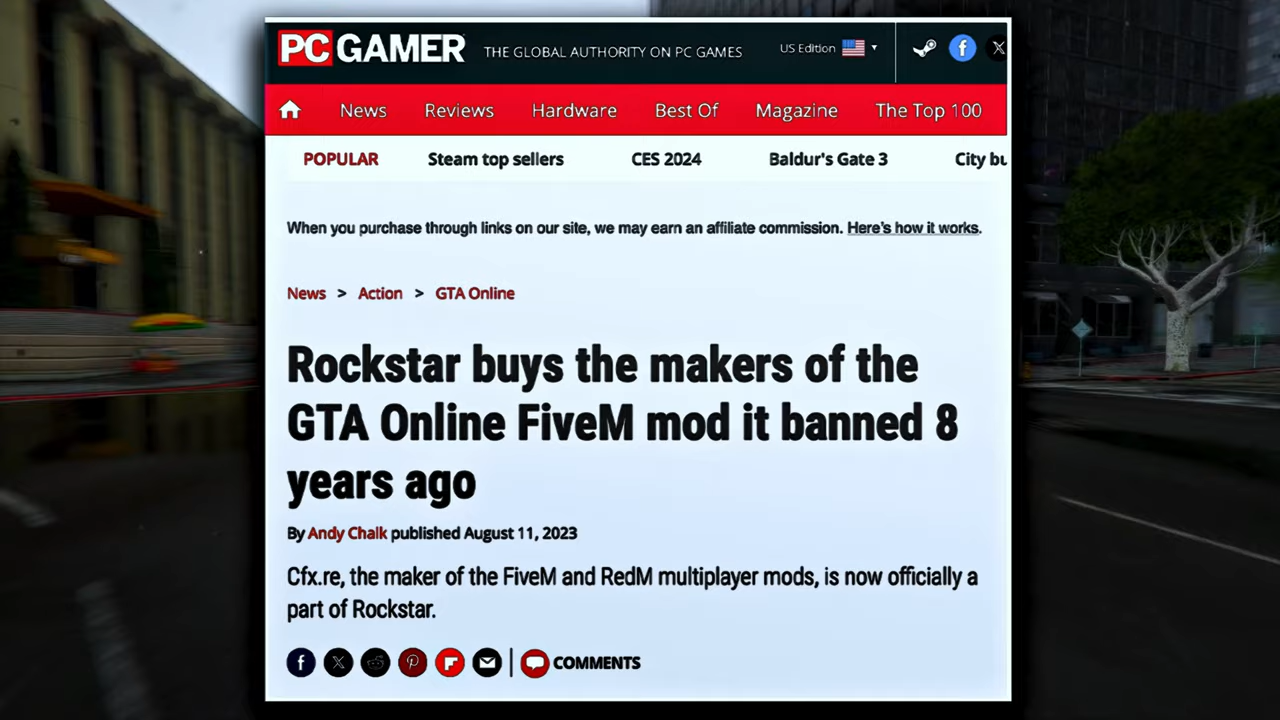 PC GAMER THE GLOBAL AUTHORITY ON PC GAMES US Edition
News Reviews Hardware Best Of Magazine The Top 100
POPULAR Steam top sellers CES 2024 Baldur's Gate 3 City bu
When you purchase through links on our site, we may earn an affiliate commission. Here's how it works.
News > Action > GTA Online
Rockstar buys the makers of the
GTA Online FiveM mod it banned 8
years ago
By Andy Chalk published August 11, 2023
Cfx.re, the maker of the FiveM and RedM multiplayer mods, is now officially a
part of Rockstar.
COMMENTS